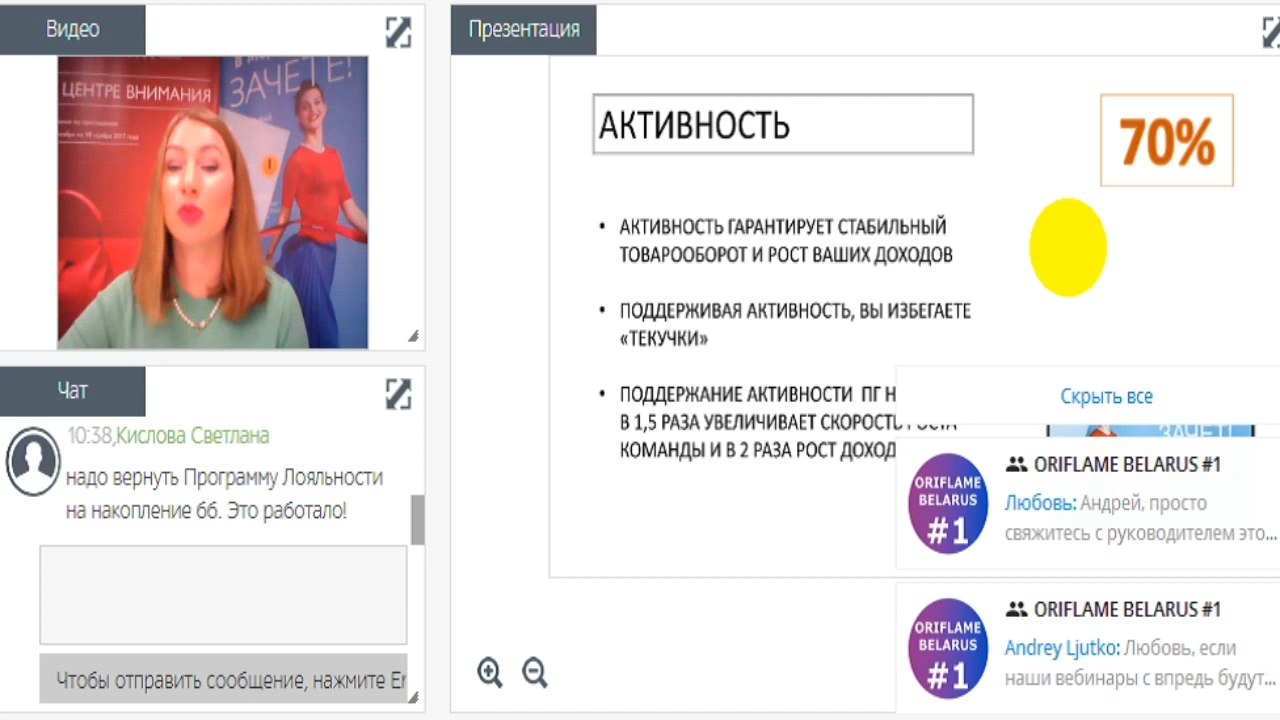 Видео
ЦЕНТРЕ ВНИМАНИЯ
ЗАЧЕТЕ!
Чат
10:38,Кислова Светлана
надо вернуть Программу Лояльности
на накопление бб. Это работало!
Чтобы отправить сообщение, нажмите En
Презентация
АКТИВНОСТЬ
70%
• АКТИВНОСТЬ ГАРАНТИРУЕТ СТАБИЛЬНЫЙ
ТОВАРООБОРОТ И РОСТ ВАШИХ ДОХОДОВ
• ПОДДЕРЖИВАЯ АКТИВНОСТЬ, ВЫ ИЗБЕГАЕТЕ
«ТЕКУЧКИ»
• ПОДДЕРЖАНИЕ АКТИВНОСТИ ПГ Н
В 1,5 РАЗА УВЕЛИЧИВАЕТ СКОРОСТЬ РОСТА
КОМАНДЫ И В 2 РАЗА РОСТ ДОХОД
Скрыть все
ЗАЧЕТЕ!
ORIFLAME
BELARUS
#1
ORIFLAME BELARUS #1
Любовь: Андрей, просто
свяжитесь с руководителем это...
ORIFLAME
BELARUS
#1
ORIFLAME BELARUS #1
Andrey Ljutko: Любовь, если
наши вебинары с впредь будут...